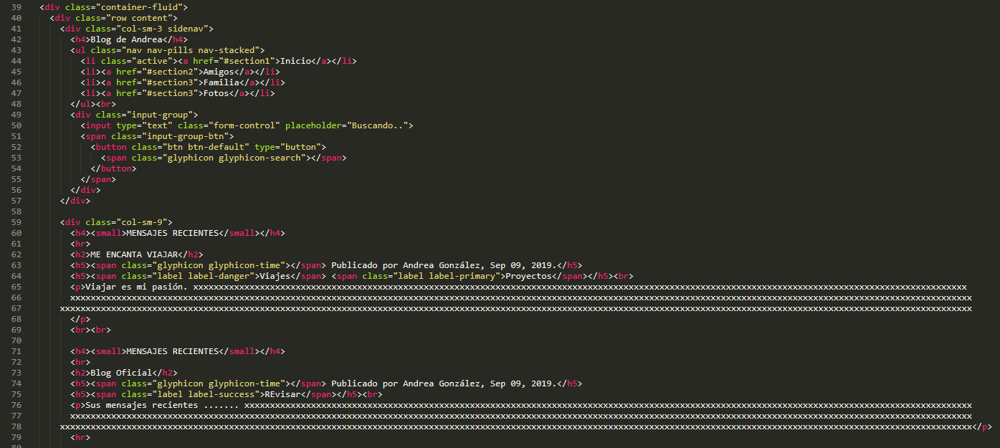 39 <div class="container-fluid">
40 <div class="row content">
41 <div class="col-sm-3 sidenav">
42 <h4>Blog de Andrea</h4>
43 <ul class="nav nav-pills nav-stacked">
44 <li class="active"><a href="#section1">Inicio</a></li>
45 <li><a href="#section2">Amigos</a></li>
46 <li><a href="#section3">Familia</a></li>
47 <li><a href="#section3">Fotos</a></li>
48 </ul><br>
49 <div class="input-group">
50 <input type="text" class="form-control" placeholder="Buscando..">
51 <span class="input-group-btn">
52 <button class="btn btn-default" type="button">
53 <span class="glyphicon glyphicon-search"></span>
54 </button>
55 </span>
56 </div>
57 </div>
58
59 <div class="col-sm-9">
60 <h4><small>MENSAJES RECIENTES</small></h4>
61 <hr>
62 <h2>ME ENCANTA VIAJAR</h2>
63 <h5><span class="glyphicon glyphicon-time"></span> Publicado por Andrea González, Sep 09, 2019.</h5>
64 <h5><span class="label label-danger">Viajes</span> <span class="label label-primary">Proyectos</span></h5><br>
65 <p>Viajar es mi pasión. xxxxxxxxxxxxxxxxxxxxxxxxxxxxxxxxxxxxxxxxxxxxxxxxxxxxxxxxxxxxxxxxxxxxxxxxxxxxxxxxxxxxxxxxxxxxxxxxxxxxxxxxxxxxxxxxxxxxxxxxxxxxxxxxxxxxxxxxxxxxxxxxxxxxxxx
66 xxxxxxxxxxxxxxxxxxxxxxxxxxxxxxxxxxxxxxxxxxxxxxxxxxxxxxxxxxxxxxxxxxxxxxxxxxxxxxxxxxxxxxxxxxxxxxxxxxxxxxxxxxxxxxxxxxxxxxxxxxxxxxxxxxxxxxxxxxxxxxxxxxxxxxxxxxxxxxxxxxxxxxxxxxxx
67 xxxxxxxxxxxxxxxxxxxxxxxxxxxxxxxxxxxxxxxxxxxxxxxxxxxxxxxxxxxxxxxxxxxxxxxxxxxxxxxxxxxxxxxxxxxxxxxxxxxxxxxxxxxxxxxxxxxxxxxxxxxxxxxxxxxxxxxxxxxxxxxxxxxxxxxxxxxxxxxxxxxxxxxxxxxxxx
68 </p>
69 <br><br>
70
71 <h4><small>MENSAJES RECIENTES</small></h4>
72 <hr>
73 <h2>Blog Oficial</h2>
74 <h5><span class="glyphicon glyphicon-time"></span> Publicado por Andrea González, Sep 09, 2019.</h5>
75 <h5><span class="label label-success">REvisar</span></h5><br>
76 <p>Sus mensajes recientes ....... xxxxxxxxxxxxxxxxxxxxxxxxxxxxxxxxxxxxxxxxxxxxxxxxxxxxxxxxxxxxxxxxxxxxxxxxxxxxxxxxxxxxxxxxxxxxxxxxxxxxxxxxxxxxxxxxxxxxxxxxxxxxxxxxxxxxxxxxxxxxxx
77 xxxxxxxxxxxxxxxxxxxxxxxxxxxxxxxxxxxxxxxxxxxxxxxxxxxxxxxxxxxxxxxxxxxxxxxxxxxxxxxxxxxxxxxxxxxxxxxxxxxxxxxxxxxxxxxxxxxxxxxxxxxxxxxxxxxxxxxxxxxxxxxxxxxxxxxxxxxxxxxxxxxxxxxxxxxx
78 xxxxxxxxxxxxxxxxxxxxxxxxxxxxxxxxxxxxxxxxxxxxxxxxxxxxxxxxxxxxxxxxxxxxxxxxxxxxxxxxxxxxxxxxxxxxxxxxxxxxxxxxxxxxxxxxxxxxxxxxxxxxxxxxxxxxxxxxxxxxxxxxxxxxxxxxxxxxxxxxxxxxxxxxxxxxxx</p>
79 <hr>
80